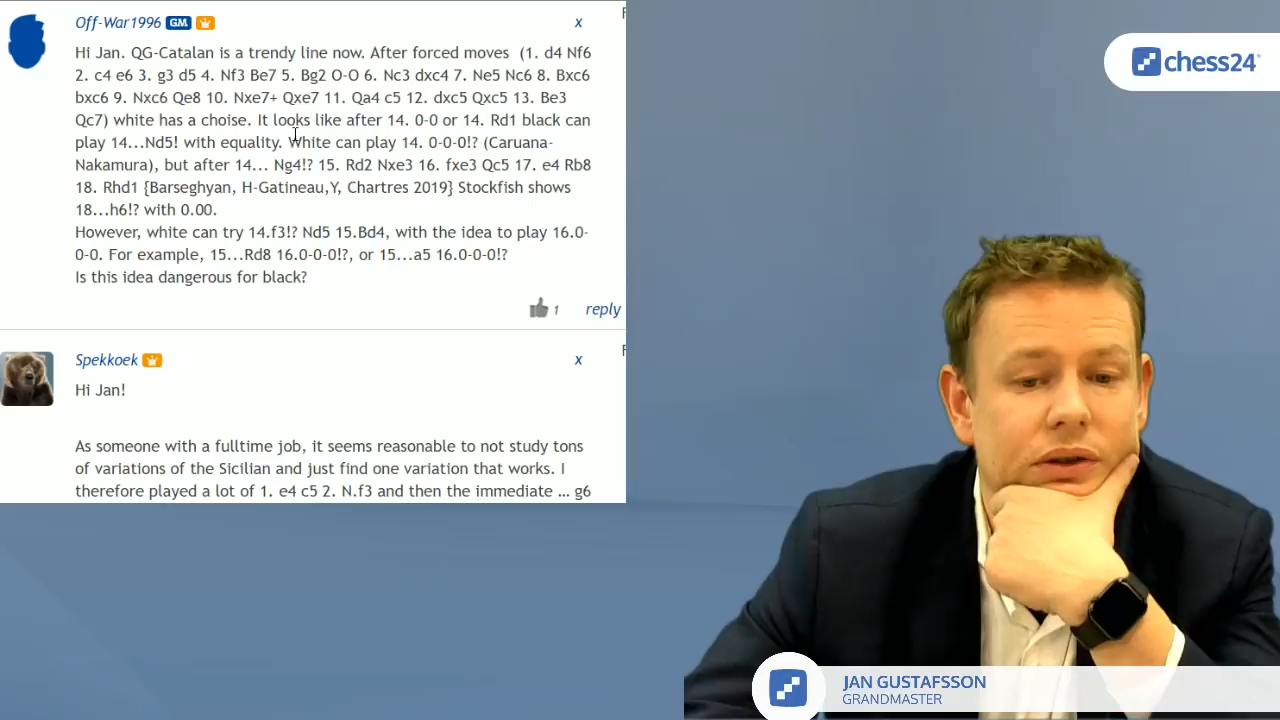 Off-War1996 GM x
Hi Jan. QG-Catalan is a trendy line now. After forced moves (1. d4 Nf6
2. c4 e6 3. g3 d5 4. Nf3 Be7 5. Bg2 O-O 6. Nc3 dxc4 7. Ne5 Nc6 8. Bxc6
bxc6 9. Nxc6 Qe8 10. Nxe7+ Qxe7 11. Qa4 c5 12. dxc5 Qxc5 13. Be3
Qc7) white has a choise. It looks like after 14. 0-0 or 14. Rd1 black can
play 14...Nd5! with equality. White can play 14. 0-0-0!? (Caruana-
Nakamura), but after 14... Ng4!? 15. Rd2 Nxe3 16. fxe3 Qc5 17. e4 Rb8
18. Rhd1 {Barseghyan, H-Gatineau,Y, Chartres 2019} Stockfish shows
18...h6!? with 0.00.
However, white can try 14.f3!? Nd5 15.Bd4, with the idea to play 16.0-
0-0. For example, 15...Rd8 16.0-0-0!?, or 15...a5 16.0-0-0!?
Is this idea dangerous for black?
1 reply
Spekkoek x
Hi Jan!
As someone with a fulltime job, it seems reasonable to not study tons
of variations of the Sicilian and just find one variation that works. I
therefore played a lot of 1. e4 c5 2. N.f3 and then the immediate … g6
chess24
JAN GUSTAFSSON
GRANDMASTER